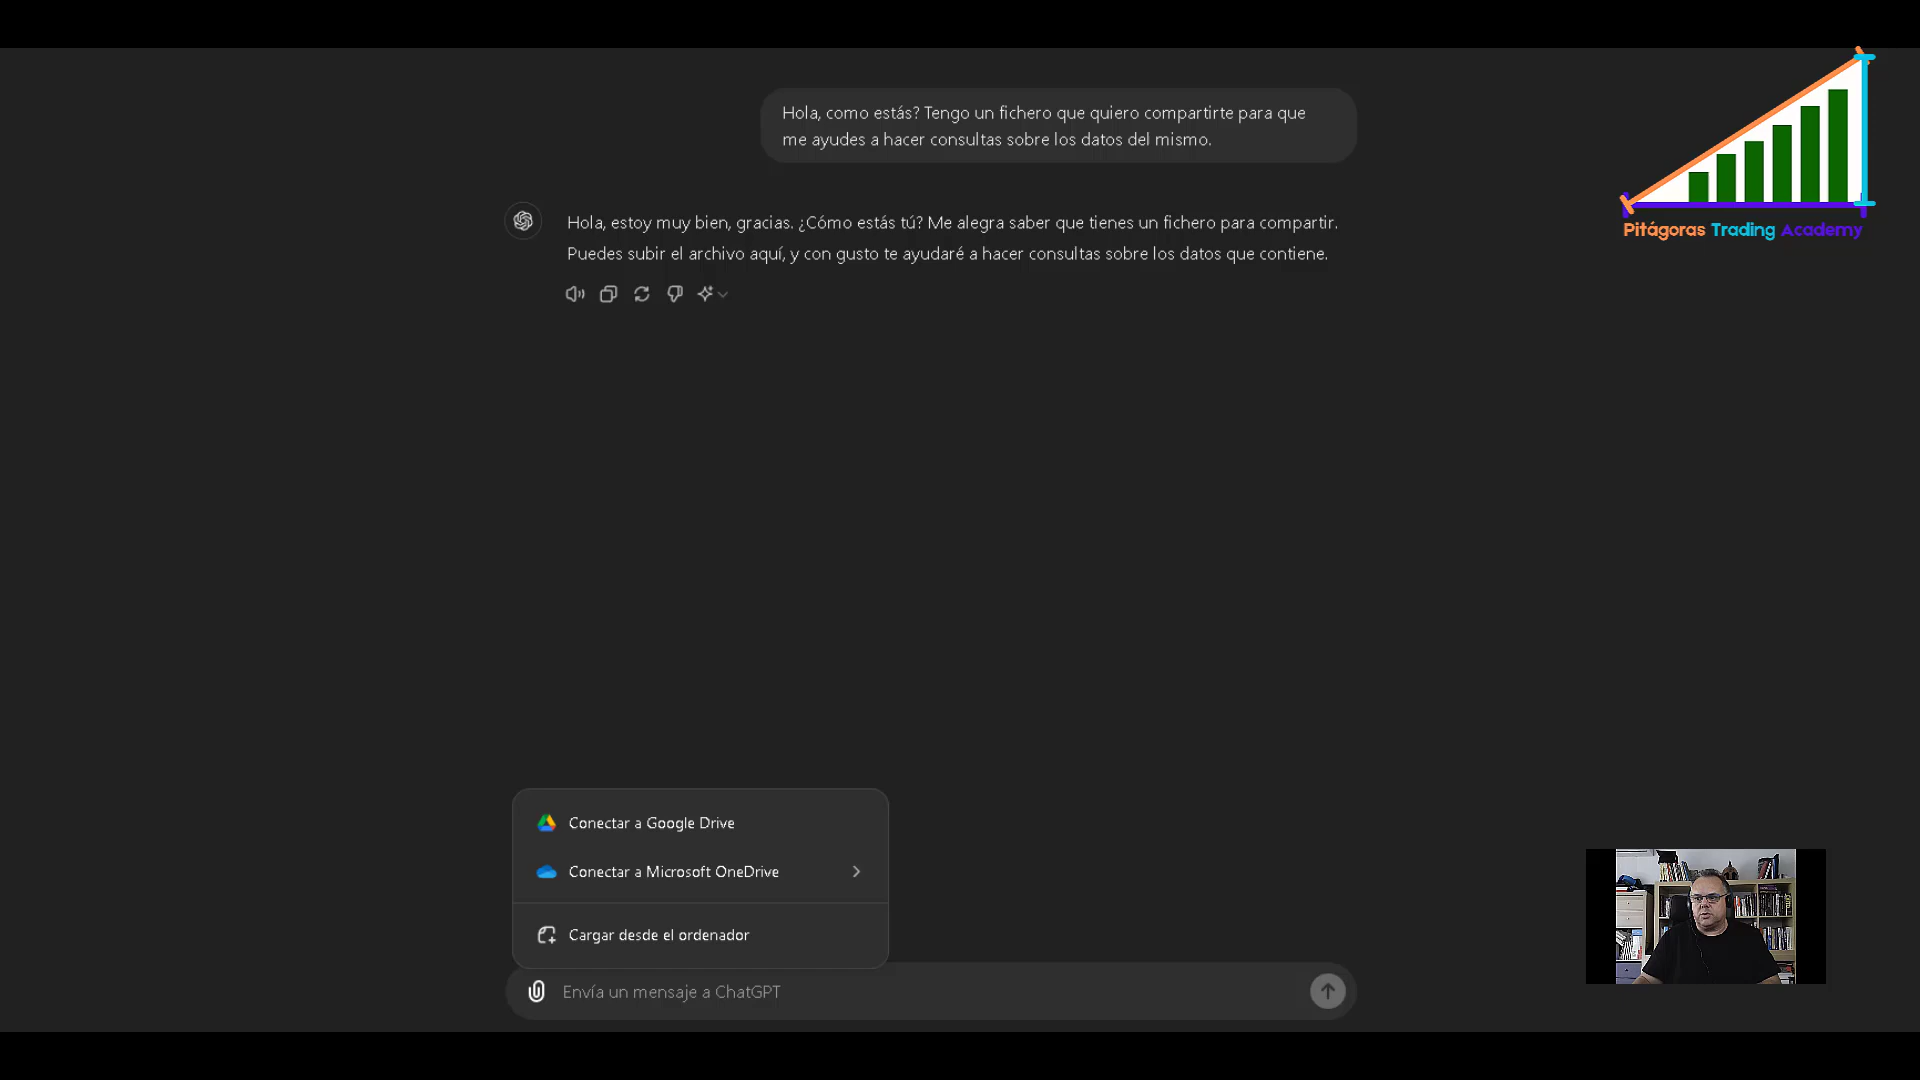 Hola, como estás? Tengo un fichero que quiero compartirte para que
me ayudes a hacer consultas sobre los datos del mismo.
Pitágoras Trading Academy
Hola, estoy muy bien, gracias. ¿Cómo estás tú? Me alegra saber que tienes un fichero para compartir.
Puedes subir el archivo aquí, y con gusto te ayudaré a hacer consultas sobre los datos que contiene.
Conectar a Google Drive
Conectar a Microsoft OneDrive
Cargar desde el ordenador
Envía un mensaje a ChatGPT